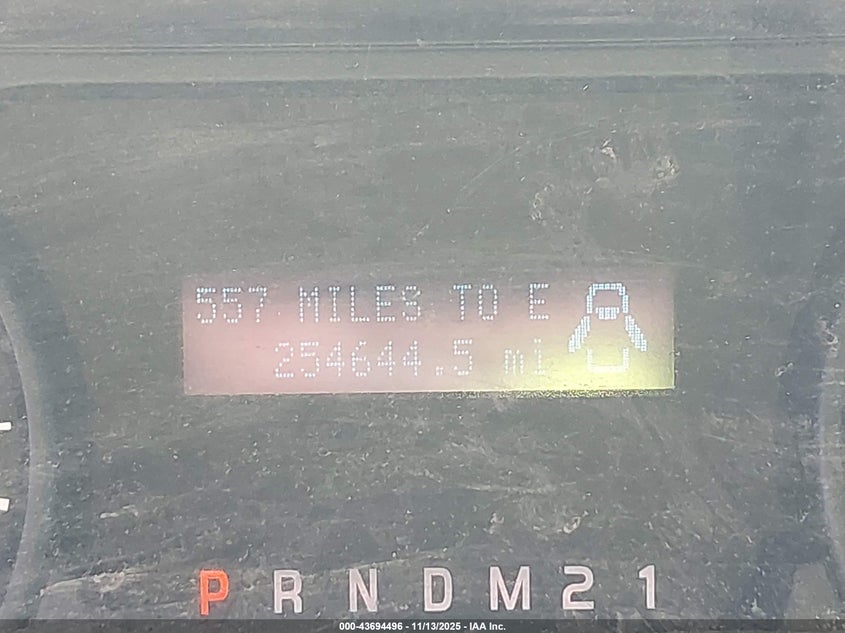 557 MILES TO E
254644.5 mi
P R N D M 2 1
000-43694496 - 11/13/2025 - IAA Inc.